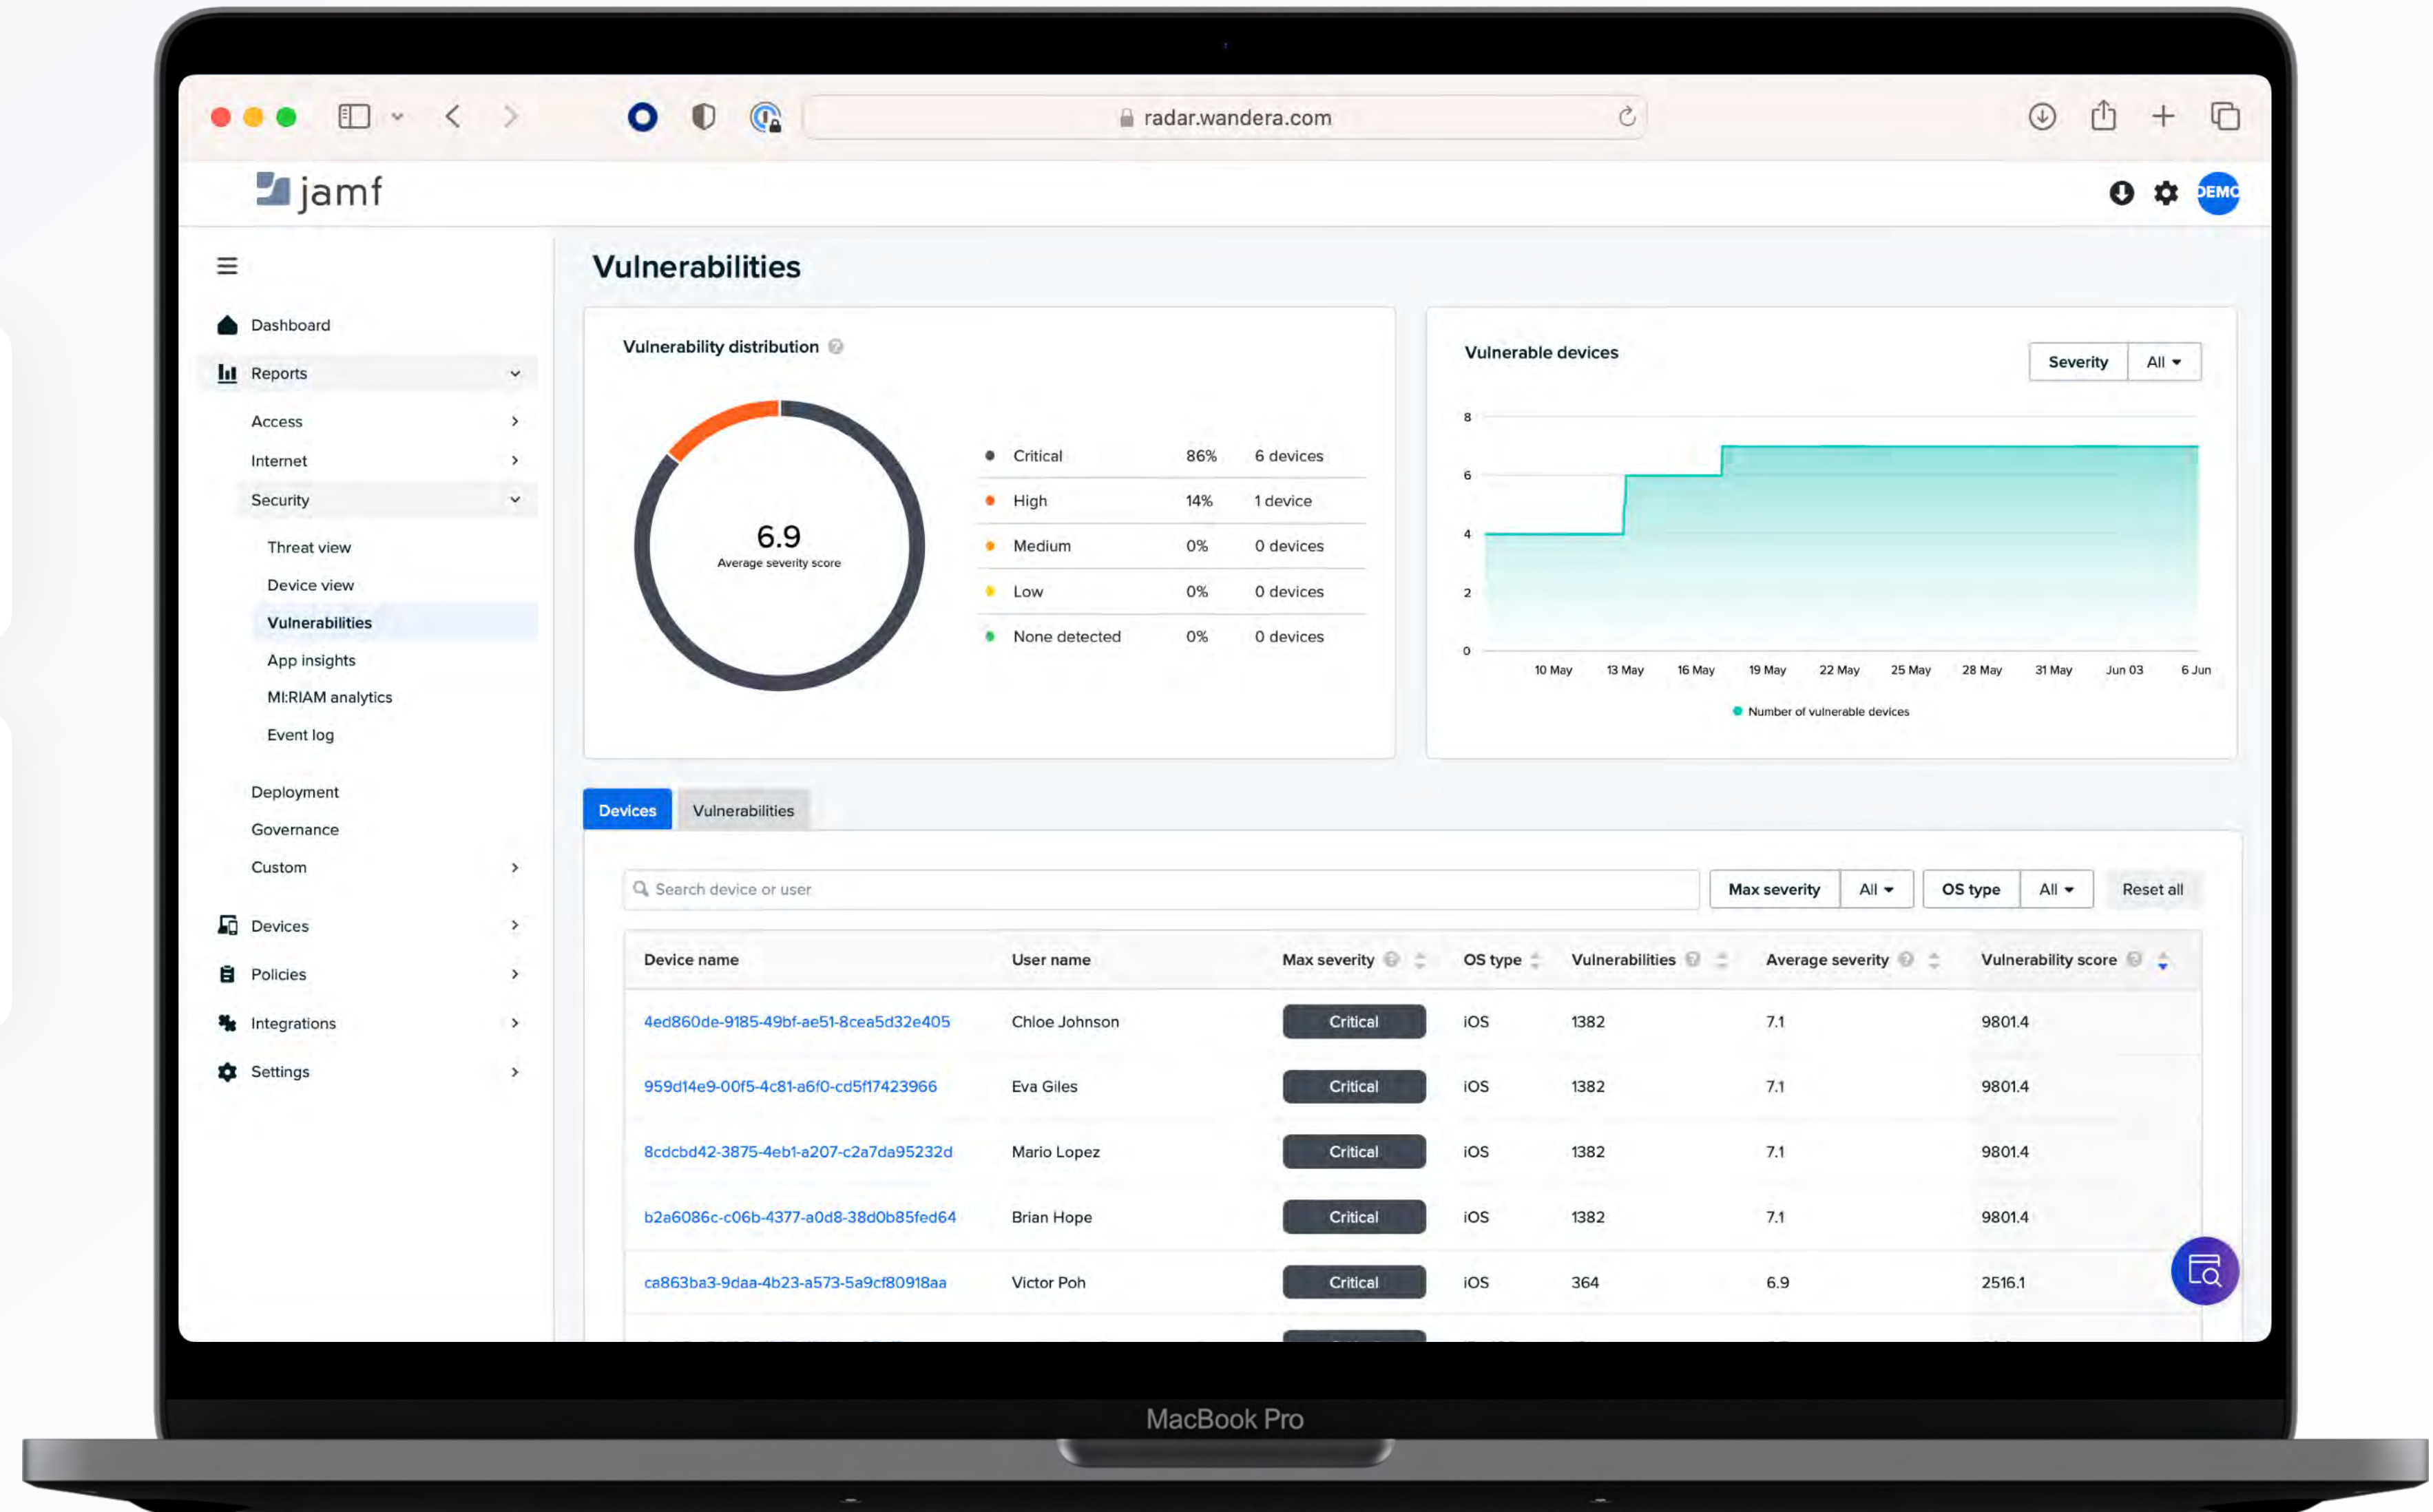 radar.wandera.com
jamf
DEMO
Dashboard
Reports
Access
Internet
Security
Threat view
Device view
Vulnerabilities
App insights
MI:RIAM analytics
Event log
Deployment
Governance
Custom
Devices
Policies
Integrations
Settings
Vulnerabilities
Vulnerability distribution
6.9
Average severity score
Critical 86% 6 devices
High 14% 1 device
Medium 0% 0 devices
Low 0% 0 devices
None detected 0% 0 devices
Vulnerable devices
Severity All
8
6
4
2
0
10 May 13 May 16 May 19 May 22 May 25 May 28 May 31 May Jun 03 6 Jun
Number of vulnerable devices
Devices Vulnerabilities
Search device or user
Max severity All OS type All Reset all
Device name User name Max severity OS type Vulnerabilities Average severity Vulnerability score
4ed860de-9185-49bf-ae51-8cea5d32e405 Chloe Johnson Critical iOS 1382 7.1 9801.4
959d14e9-00f5-4c81-a6f0-cd5f17423966 Eva Giles Critical iOS 1382 7.1 9801.4
8cdcbd42-3875-4eb1-a207-c2a7da95232d Mario Lopez Critical iOS 1382 7.1 9801.4
b2a6086c-c06b-4377-a0d8-38d0b85fed64 Brian Hope Critical iOS 1382 7.1 9801.4
ca863ba3-9daa-4b23-a573-5a9cf80918aa Victor Poh Critical iOS 364 6.9 2516.1
MacBook Pro